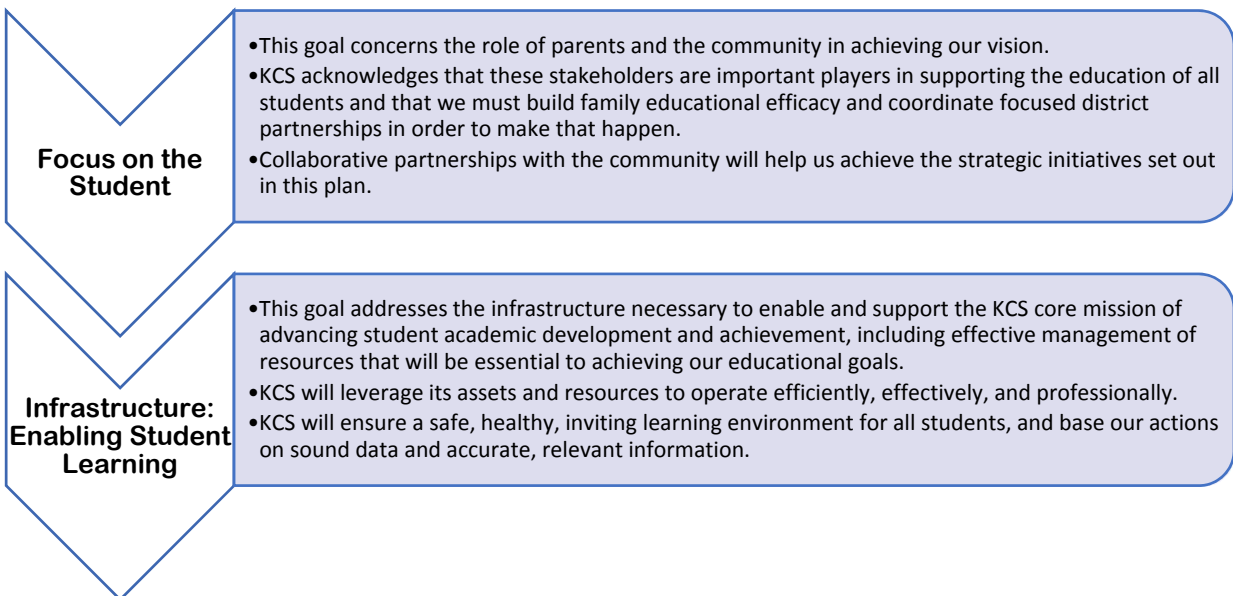 Focus on the
Student
•This goal concerns the role of parents and the community in achieving our vision.
•KCS acknowledges that these stakeholders are important players in supporting the education of all
students and that we must build family educational efficacy and coordinate focused district
partnerships in order to make that happen.
•Collaborative partnerships with the community will help us achieve the strategic initiatives set out
in this plan.
Infrastructure:
Enabling Student
Learning
•This goal addresses the infrastructure necessary to enable and support the KCS core mission of
advancing student academic development and achievement, including effective management of
resources that will be essential to achieving our educational goals.
•KCS will leverage its assets and resources to operate efficiently, effectively, and professionally.
•KCS will ensure a safe, healthy, inviting learning environment for all students, and base our actions
on sound data and accurate, relevant information.